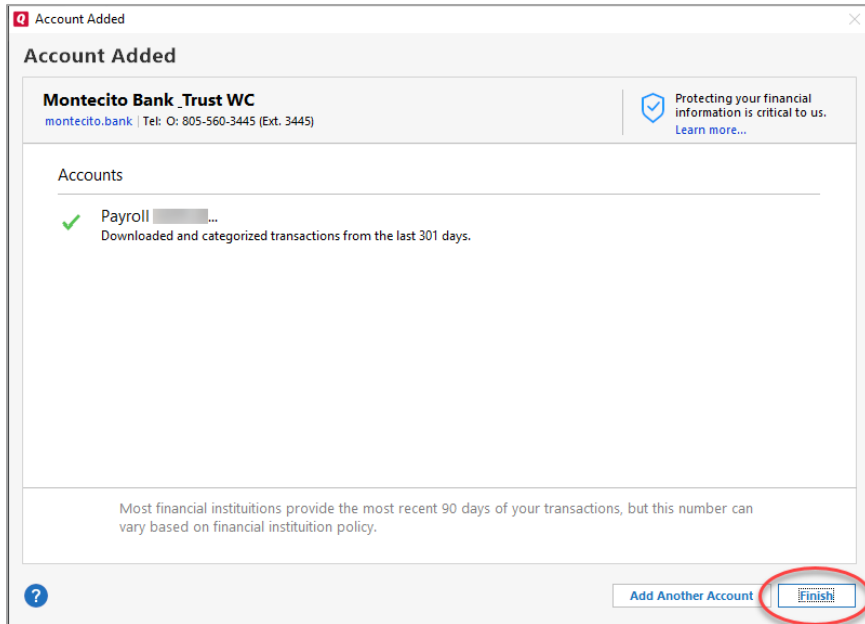 Q Account Added
Account Added
Montecito Bank _Trust WC
montecito.bank | Tel: O: 805-560-3445 (Ext. 3445)
Protecting your financial
information is critical to us.
Learn more...
Accounts
Payroll ...
Downloaded and categorized transactions from the last 301 days.
Most financial instituitions provide the most recent 90 days of your transactions, but this number can
vary based on financial instituition policy.
? Add Another Account Finish